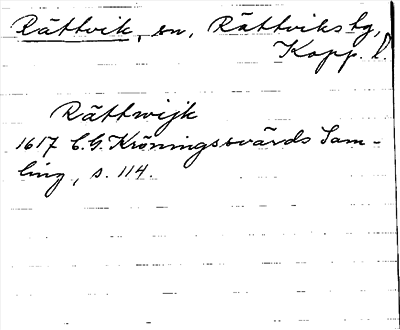 Rättvik, sn, Rättviks tg,
Kopp. l.
Rättwijk
1617 C.G. Kröningssvärds Sam-
ling, s. 114.